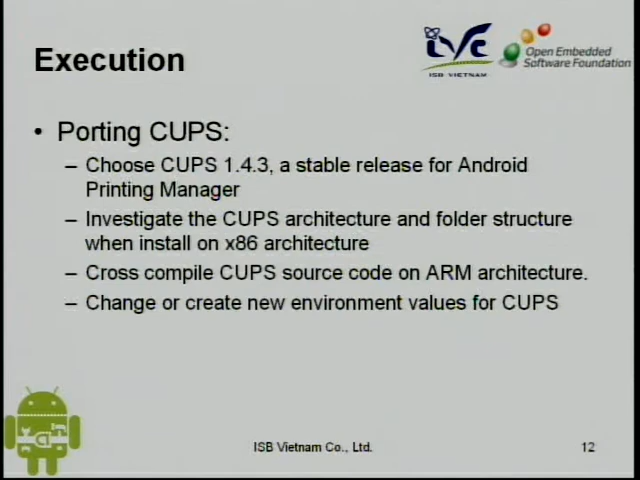 Execution
ISB VIETNAM
Open Embedded
Software Foundation
• Porting CUPS:
– Choose CUPS 1.4.3, a stable release for Android
Printing Manager
– Investigate the CUPS architecture and folder structure
when install on x86 architecture
– Cross compile CUPS source code on ARM architecture.
– Change or create new environment values for CUPS
ISB Vietnam Co., Ltd.
12